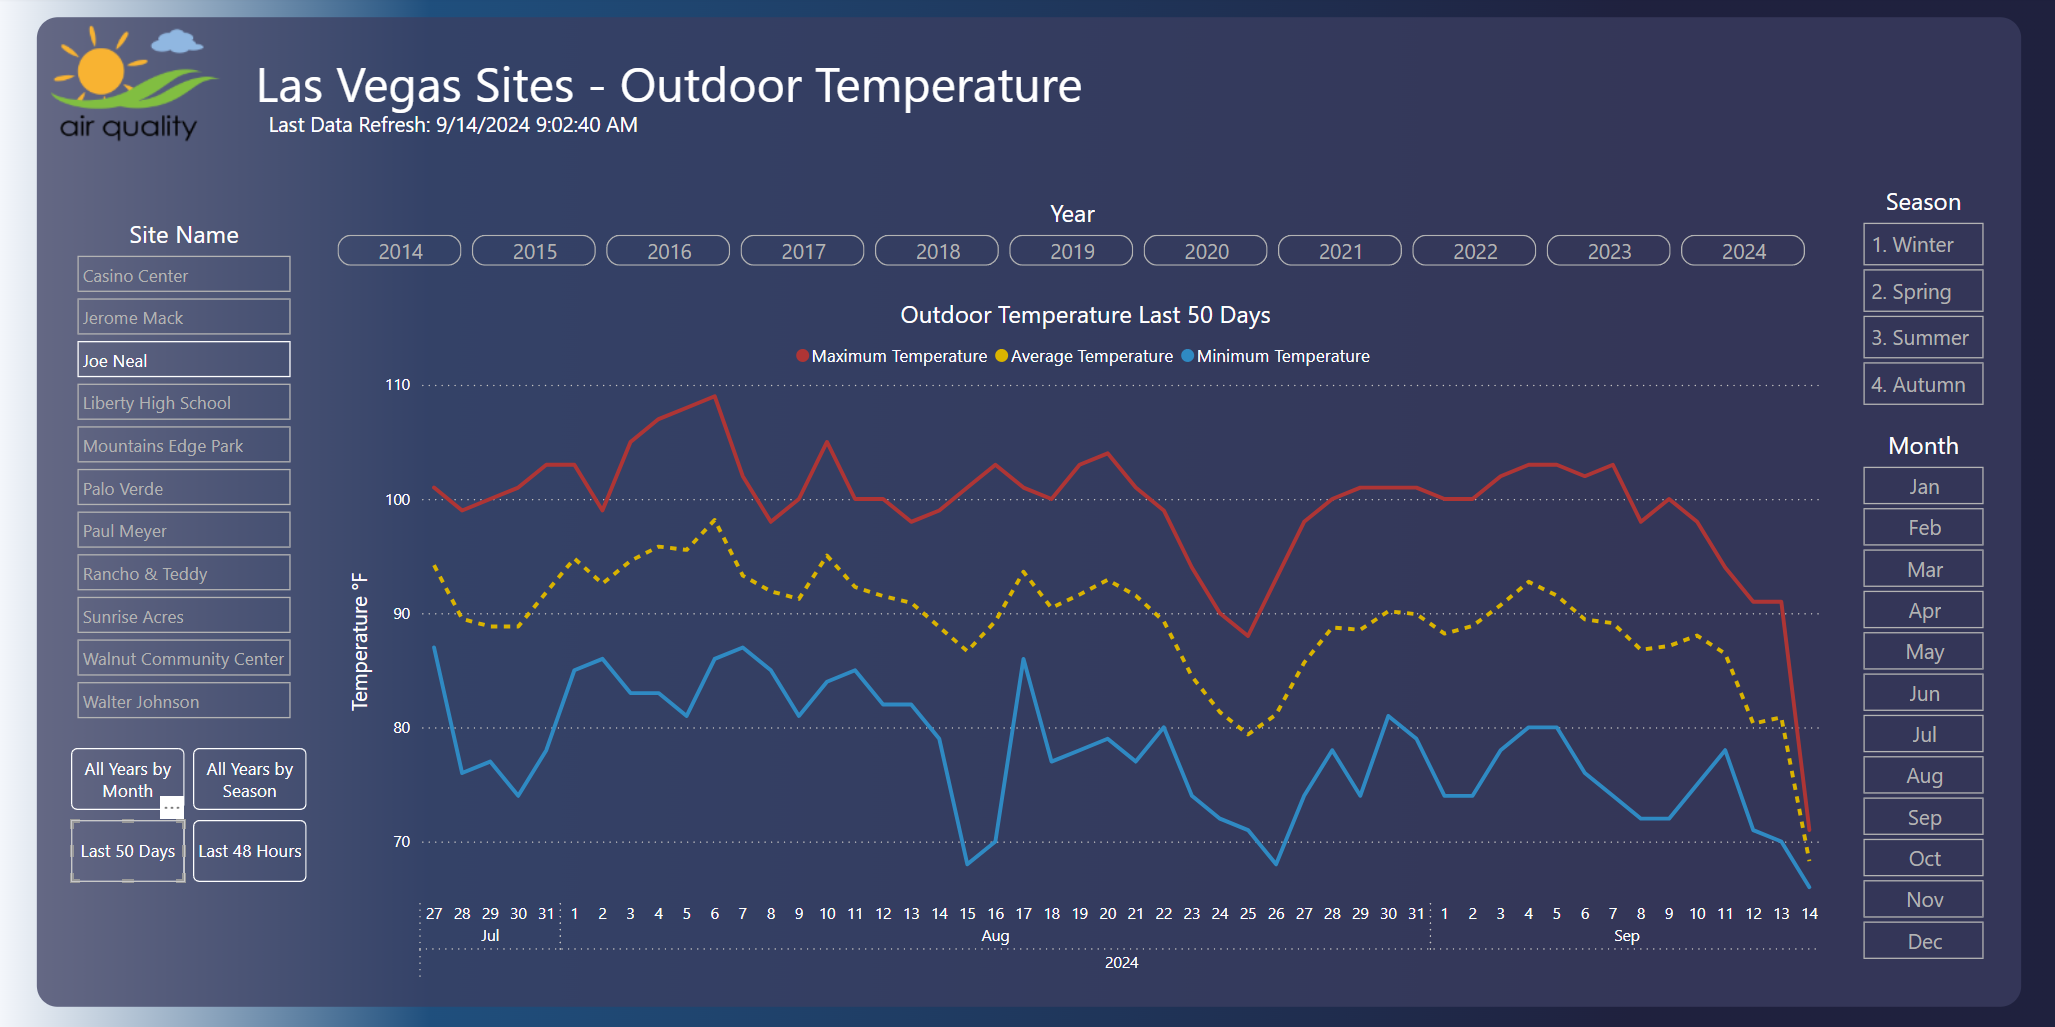 air quality
Las Vegas Sites - Outdoor Temperature
Last Data Refresh: 9/14/2024 9:02:40 AM
Site Name
Casino Center
Jerome Mack
Joe Neal
Liberty High School
Mountains Edge Park
Palo Verde
Paul Meyer
Rancho & Teddy
Sunrise Acres
Walnut Community Center
Walter Johnson
All Years by
Month
All Years by
Season
...
Last 50 Days
Last 48 Hours
Year
2014 2015 2016 2017 2018 2019 2020 2021 2022 2023 2024
Outdoor Temperature Last 50 Days
Maximum Temperature Average Temperature Minimum Temperature
Temperature °F
110
100
90
80
70
27 28 29 30 31 1 2 3 4 5 6 7 8 9 10 11 12 13 14 15 16 17 18 19 20 21 22 23 24 25 26 27 28 29 30 31 1 2 3 4 5 6 7 8 9 10 11 12 13 14
Jul Aug Sep
2024
Season
1. Winter
2. Spring
3. Summer
4. Autumn
Month
Jan
Feb
Mar
Apr
May
Jun
Jul
Aug
Sep
Oct
Nov
Dec